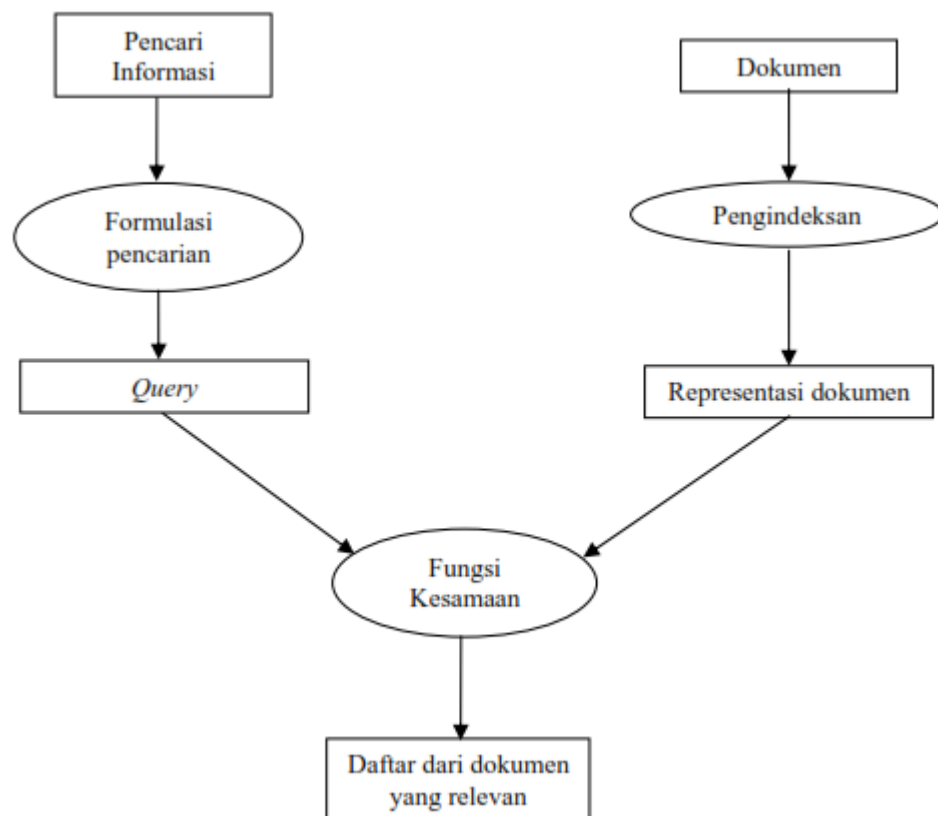 Pencari
Informasi
Dokumen
Formulasi
pencarian
Pengindeksan
Query
Representasi dokumen
Fungsi
Kesamaan
Daftar dari dokumen
yang relevan